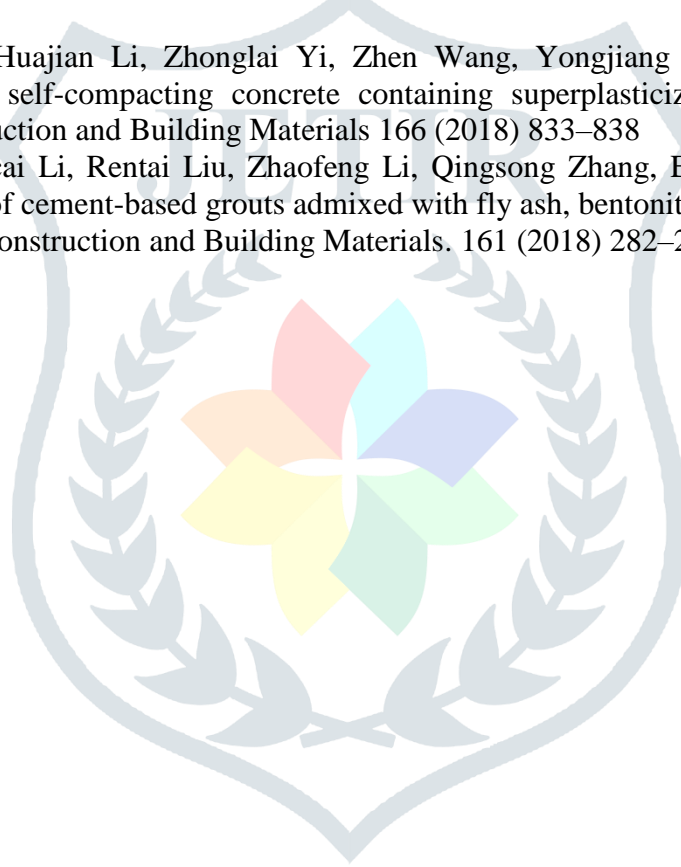 Huajian Li, Zhonglai Yi, Zhen Wang, Yongjiang
self-compacting concrete containing superplasticiz
uction and Building Materials 166 (2018) 833–838
cai Li, Rentai Liu, Zhaofeng Li, Qingsong Zhang, E
of cement-based grouts admixed with fly ash, bentonit
onstruction and Building Materials. 161 (2018) 282–2
JETIR